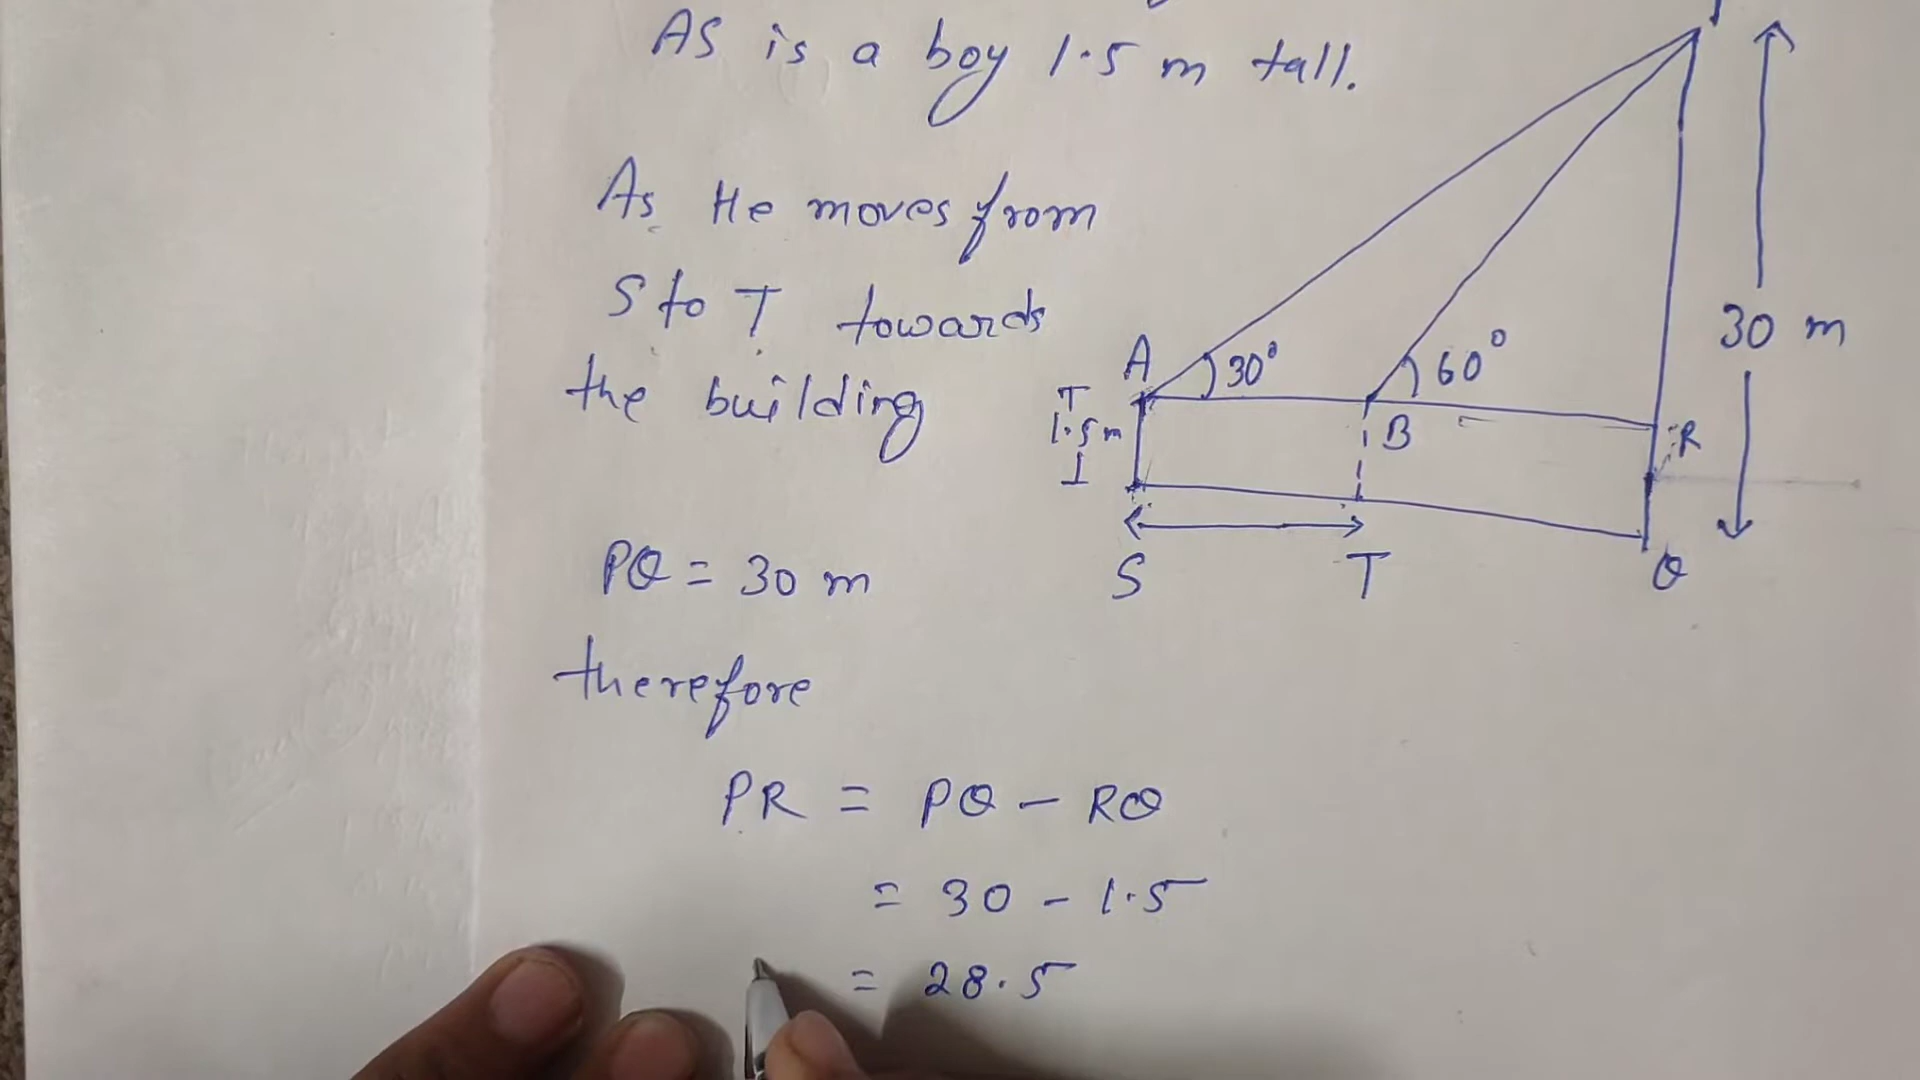 AS is a boy 1.5 m tall.
As He moves from
S to T towards
the building
PQ = 30 m
therefore
PR = PQ - RQ
= 30 - 1.5
= 28.5
30 m
A
30°
60°
1.5 m
B
R
S
T
Q